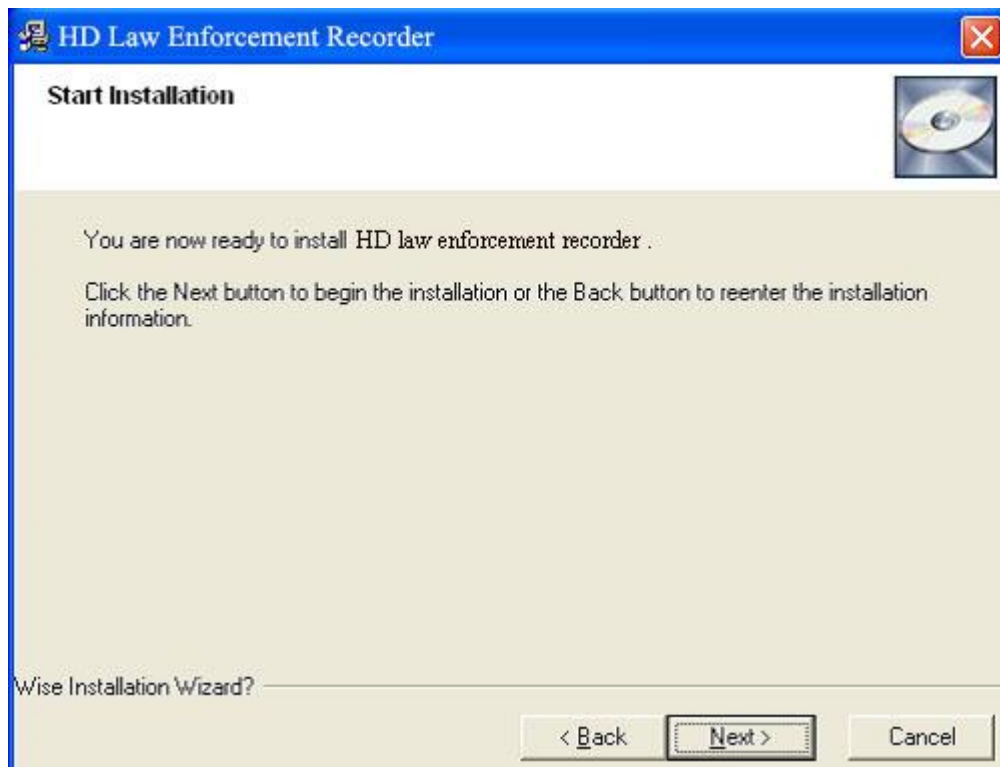 HD Law Enforcement Recorder
Start Installation
You are now ready to install HD law enforcement recorder .
Click the Next button to begin the installation or the Back button to reenter the installation
information.
Wise Installation Wizard?
< Back
Next >
Cancel